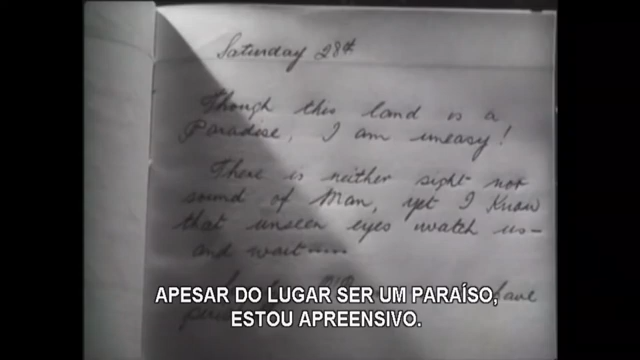 Saturday 28th
Though this land is a
Paradise, I am uneasy!
There is neither sight nor
sound of Man, yet I Know
that unseen eyes watch us—
and wait......
have
APESAR DO LUGAR SER UM PARAÍSO,
ESTOU APREENSIVO.